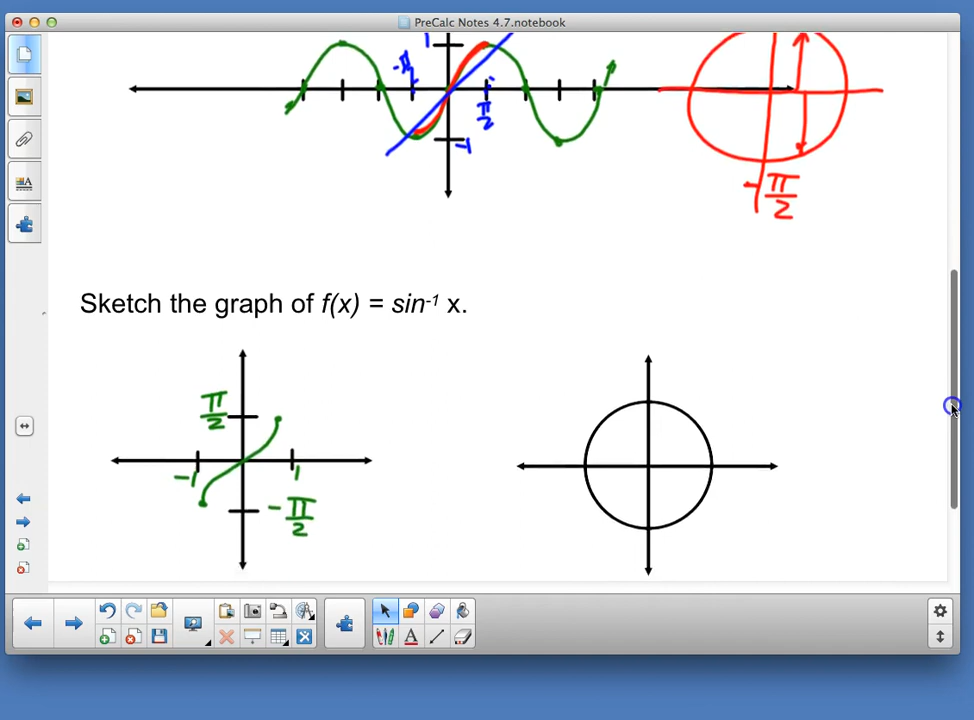 PreCalc Notes 4.7.notebook
1
-π/2
π/2
-1
-π/2
Sketch the graph of f(x) = sin⁻¹ x.
π/2
-1
1
-π/2
A
A